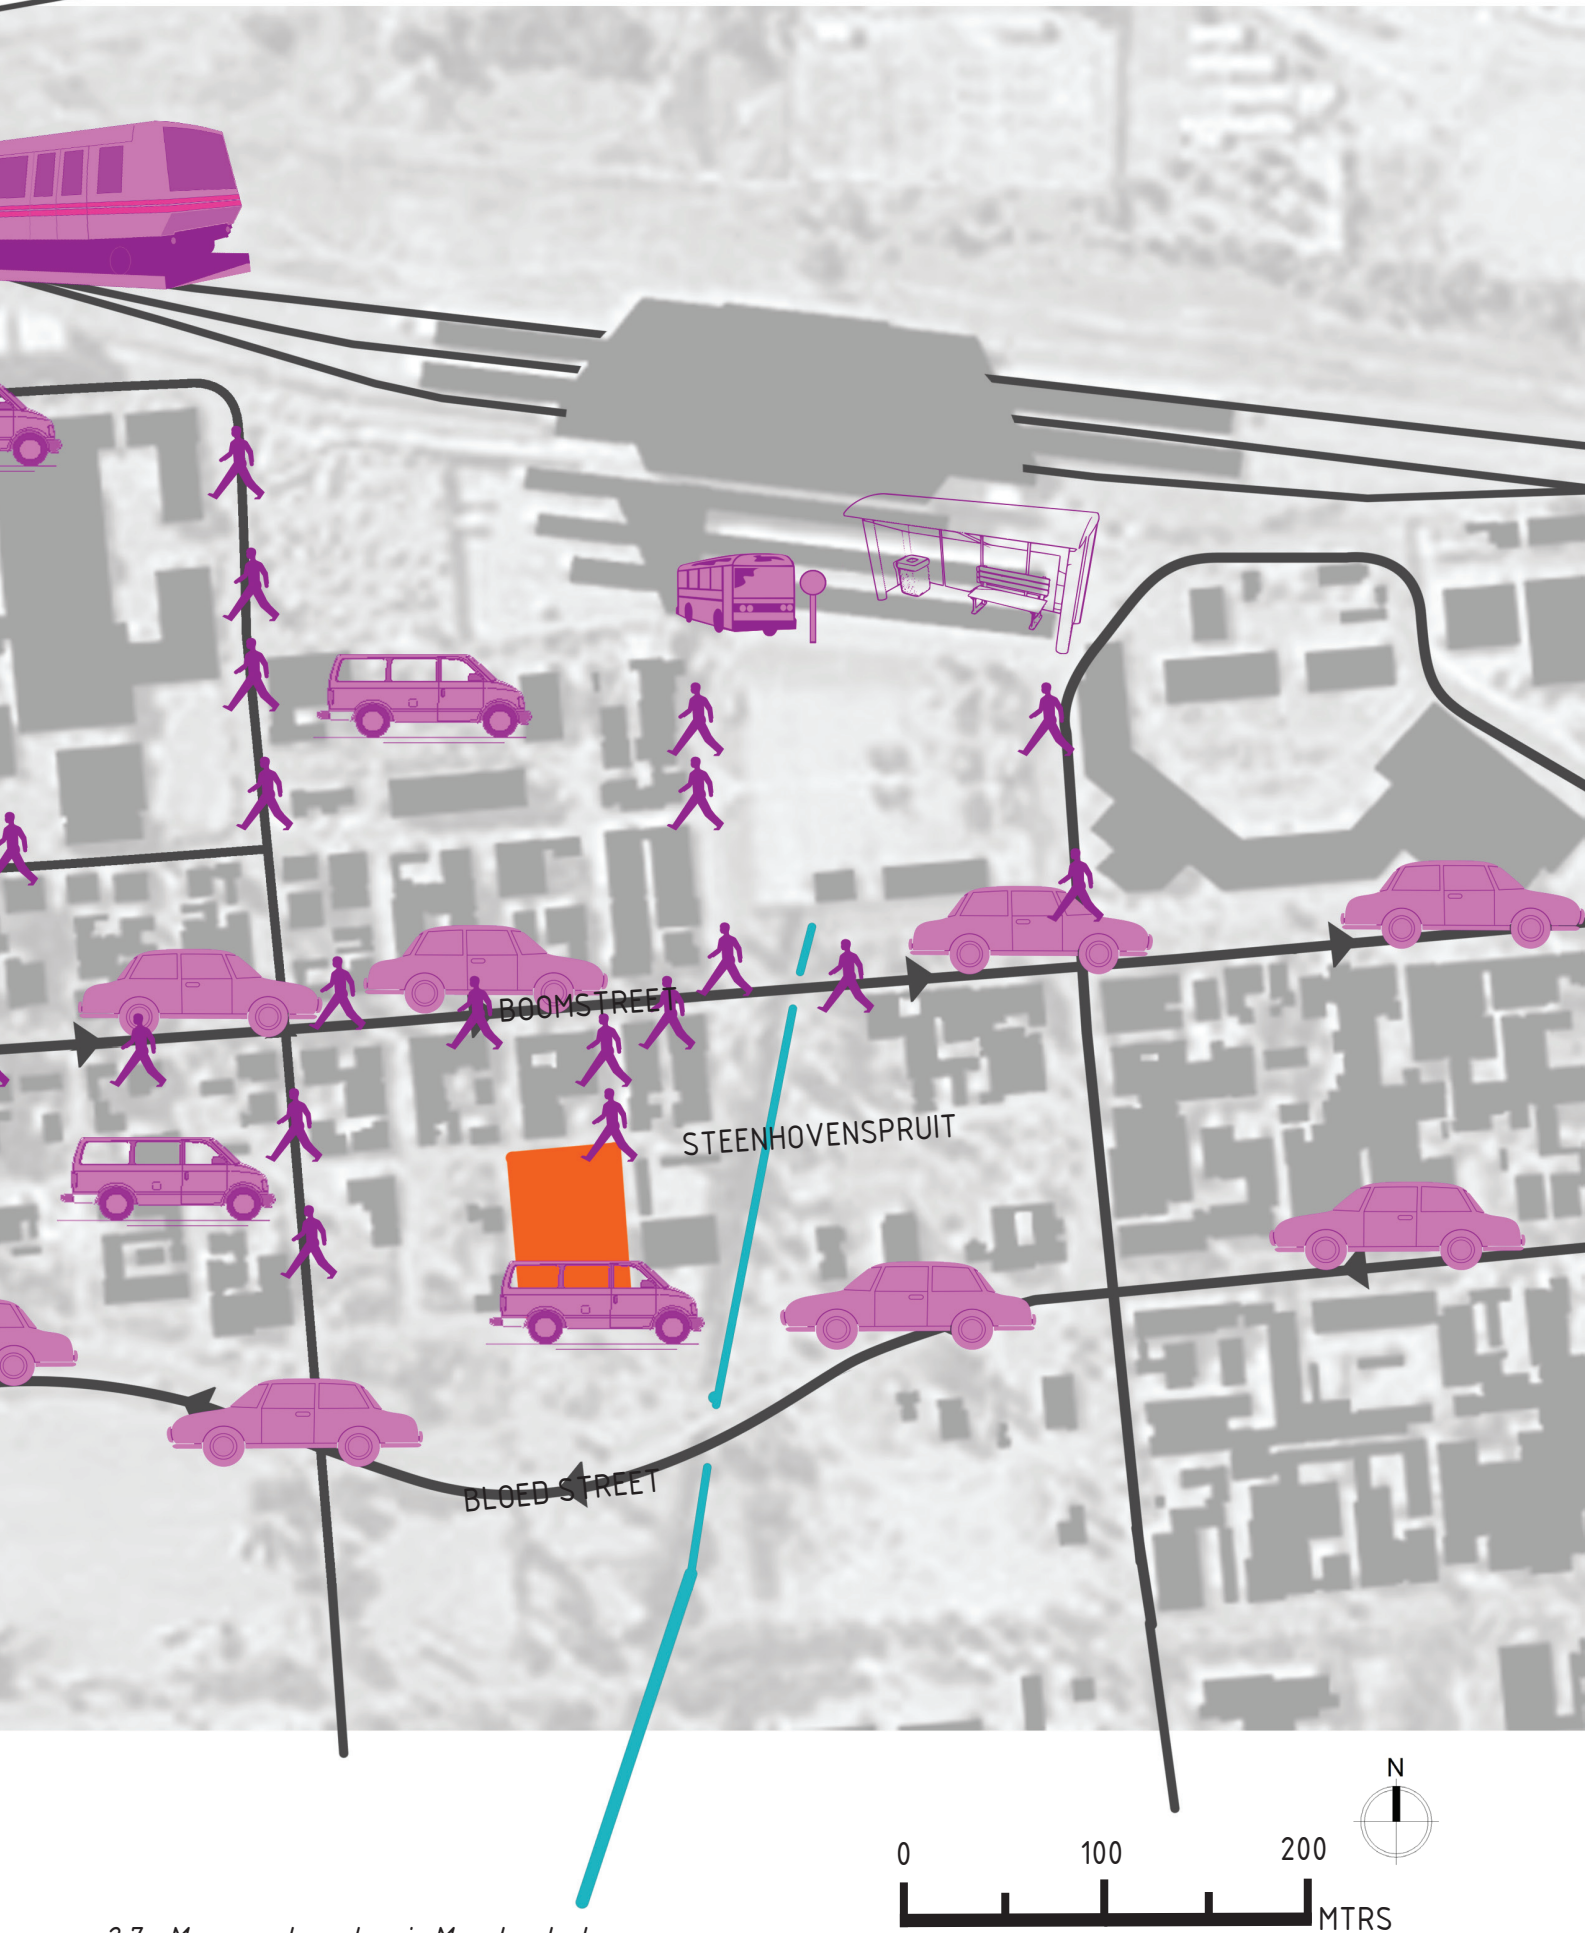 BOOMSTREET
STEENHOVENSPRUIT
BLOED STREET
N
0 100 200
MTRS